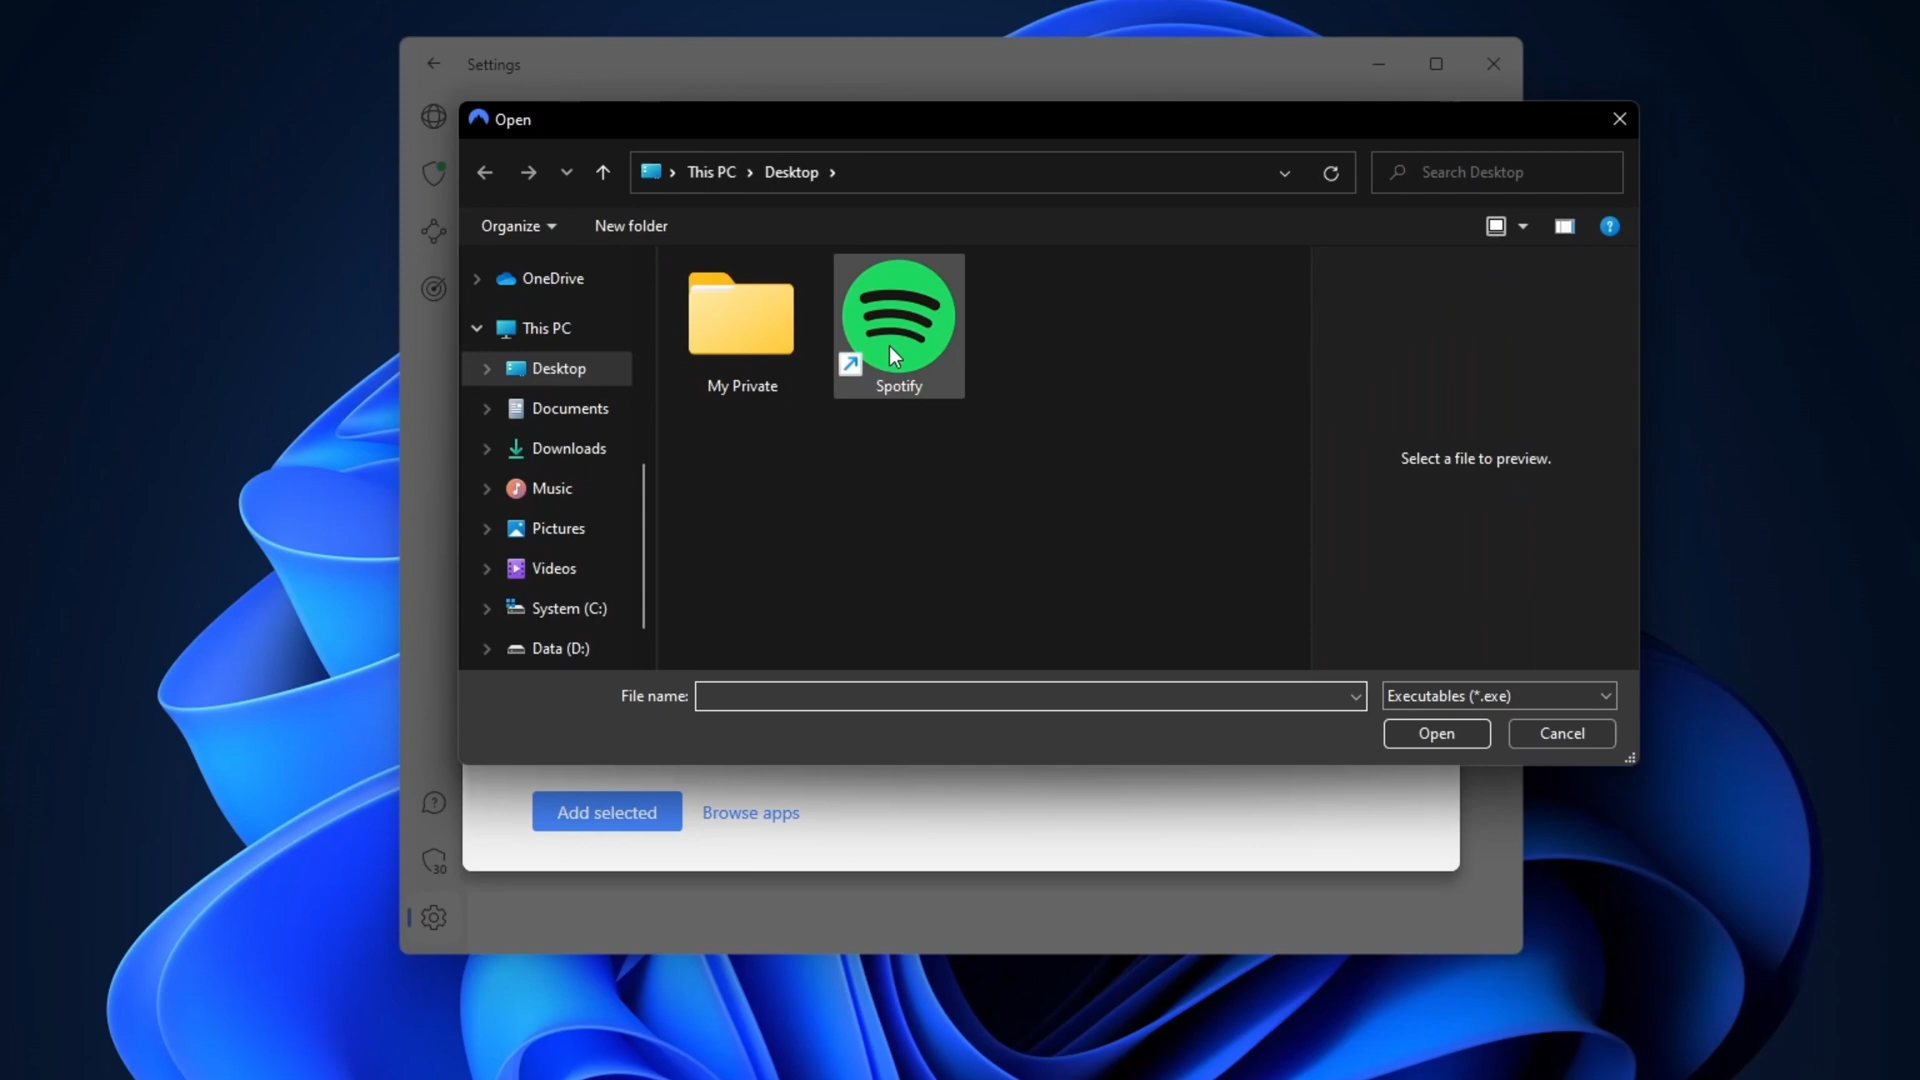 Settings
Open
This PC
Desktop
Search Desktop
Organize
New folder
OneDrive
This PC
Desktop
Documents
Downloads
Music
Pictures
Videos
System (C:)
Data (D:)
My Private
Spotify
Select a file to preview.
File name:
Executables (*.exe)
Open
Cancel
Add selected
Browse apps
30